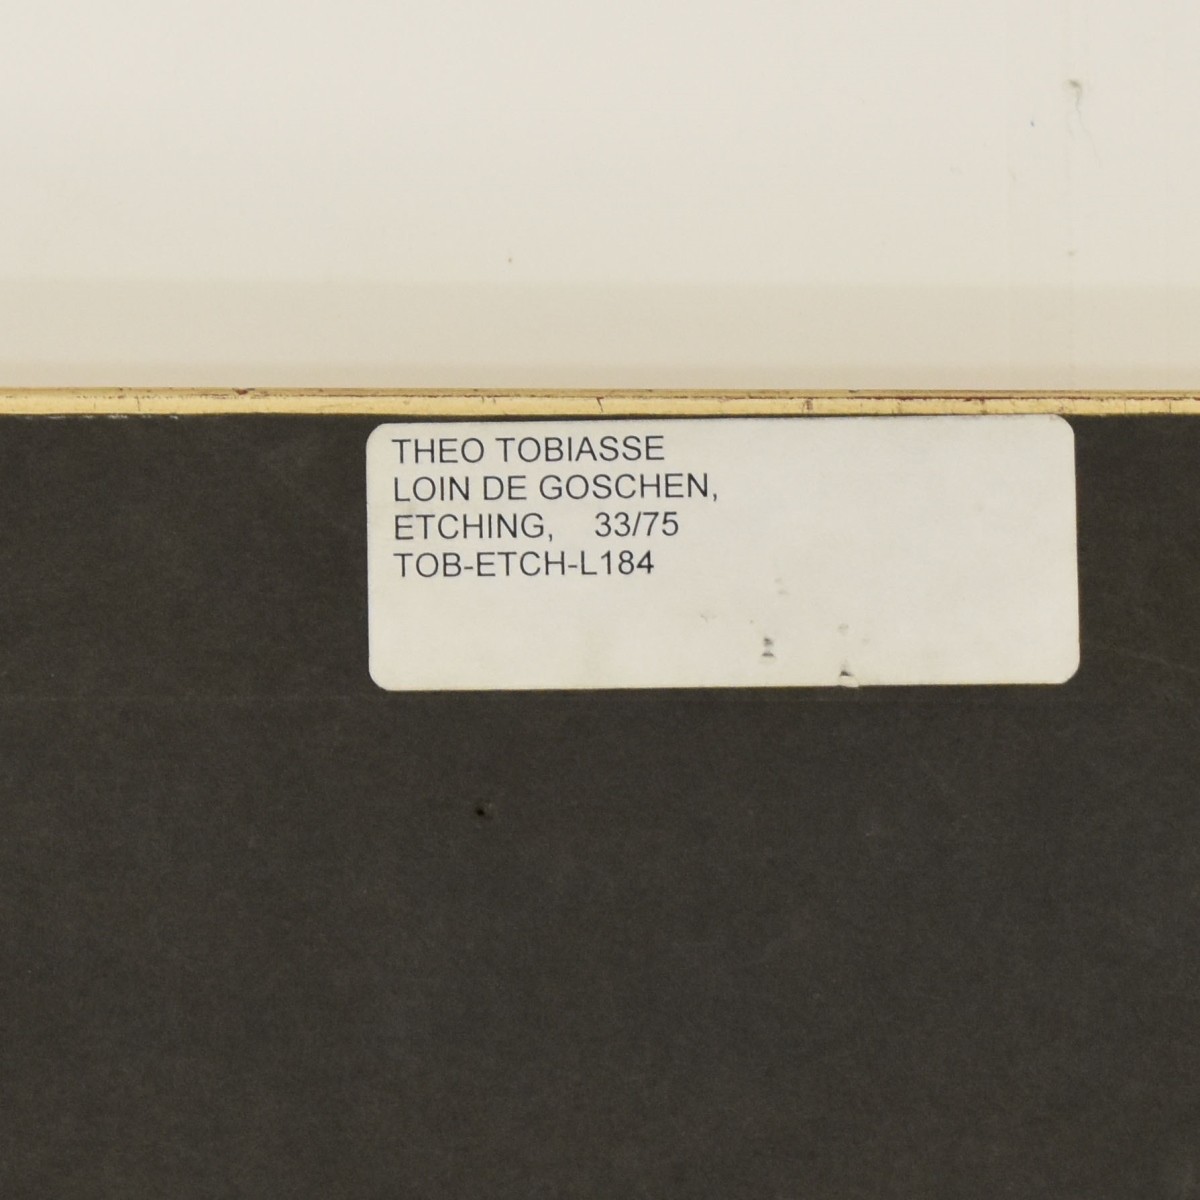 THEO TOBIASSE
LOIN DE GOSCHEN,
ETCHING, 33/75
TOB-ETCH-L184